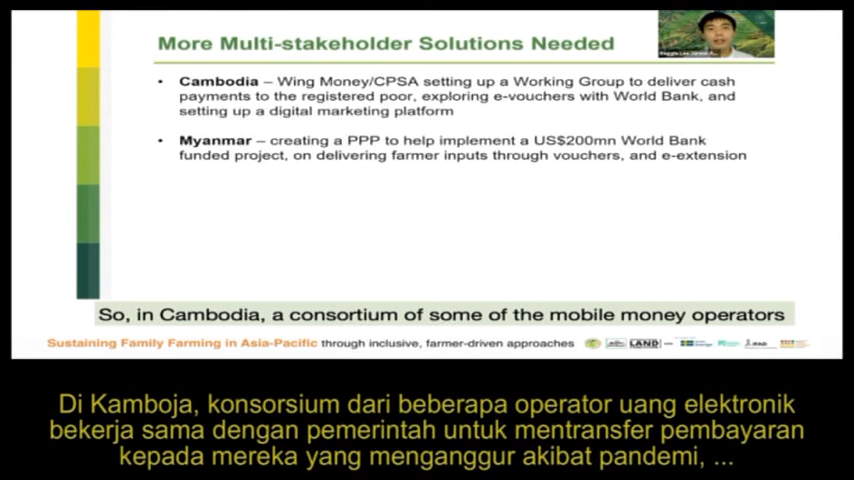 More Multi-stakeholder Solutions Needed
• Cambodia – Wing Money/CPSA setting up a Working Group to deliver cash
payments to the registered poor, exploring e-vouchers with World Bank, and
setting up a digital marketing platform
• Myanmar – creating a PPP to help implement a US$200mn World Bank
funded project, on delivering farmer inputs through vouchers, and e-extension
So, in Cambodia, a consortium of some of the mobile money operators
Sustaining Family Farming in Asia-Pacific through inclusive, farmer-driven approaches
LAND
Di Kamboja, konsorsium dari beberapa operator uang elektronik
bekerja sama dengan pemerintah untuk mentransfer pembayaran
kepada mereka yang menganggur akibat pandemi, ...